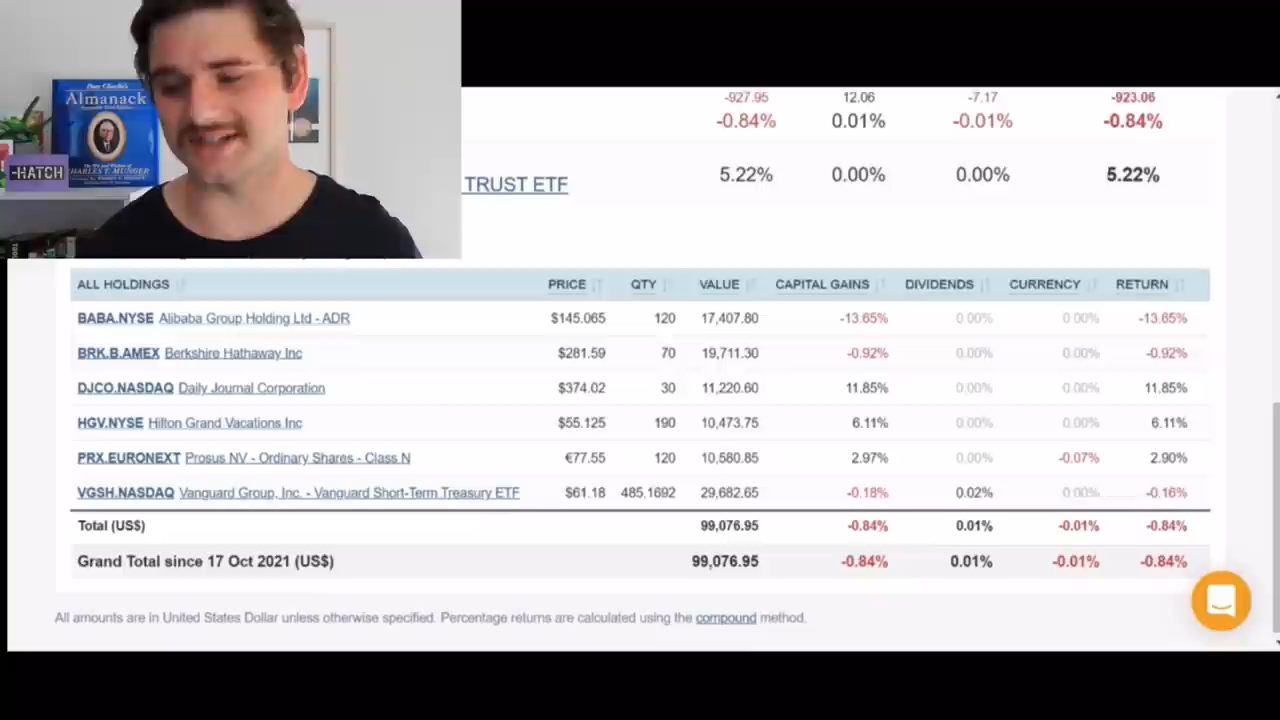 Poor Charlie's
Almanack
CHARLES T. MUNGER
-HATCH
-927.95 12.06 -7.17 -923.06
-0.84% 0.01% -0.01% -0.84%
TRUST ETF 5.22% 0.00% 0.00% 5.22%
ALL HOLDINGS PRICE QTY VALUE CAPITAL GAINS DIVIDENDS CURRENCY RETURN
BABA.NYSE Alibaba Group Holding Ltd - ADR $145.065 120 17,407.80 -13.65% 0.00% 0.00% -13.65%
BRK.B.AMEX Berkshire Hathaway Inc $281.59 70 19,711.30 -0.92% 0.00% 0.00% -0.92%
DJCO.NASDAQ Daily Journal Corporation $374.02 30 11,220.60 11.85% 0.00% 0.00% 11.85%
HGV.NYSE Hilton Grand Vacations Inc $55.125 190 10,473.75 6.11% 0.00% 0.00% 6.11%
PRX.EURONEXT Prosus NV - Ordinary Shares - Class N €77.55 120 10,580.85 2.97% 0.00% -0.07% 2.90%
VGSH.NASDAQ Vanguard Group, Inc. - Vanguard Short-Term Treasury ETF $61.18 485.1692 29,682.65 -0.18% 0.02% 0.00% -0.16%
Total (US$) 99,076.95 -0.84% 0.01% -0.01% -0.84%
Grand Total since 17 Oct 2021 (US$) 99,076.95 -0.84% 0.01% -0.01% -0.84%
All amounts are in United States Dollar unless otherwise specified. Percentage returns are calculated using the compound method.